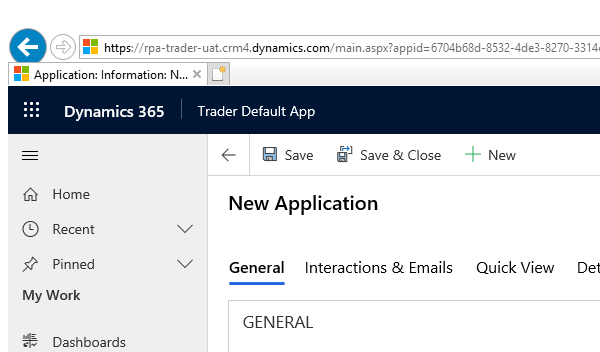 https://rpa-trader-uat.crm4.dynamics.com/main.aspx?appid=6704b68d-8532-4de3-8270-3314
Application: Information: N...
Dynamics 365 Trader Default App
Save Save & Close New
Home
Recent
Pinned
My Work
Dashboards
New Application
General Interactions & Emails Quick View Det
GENERAL